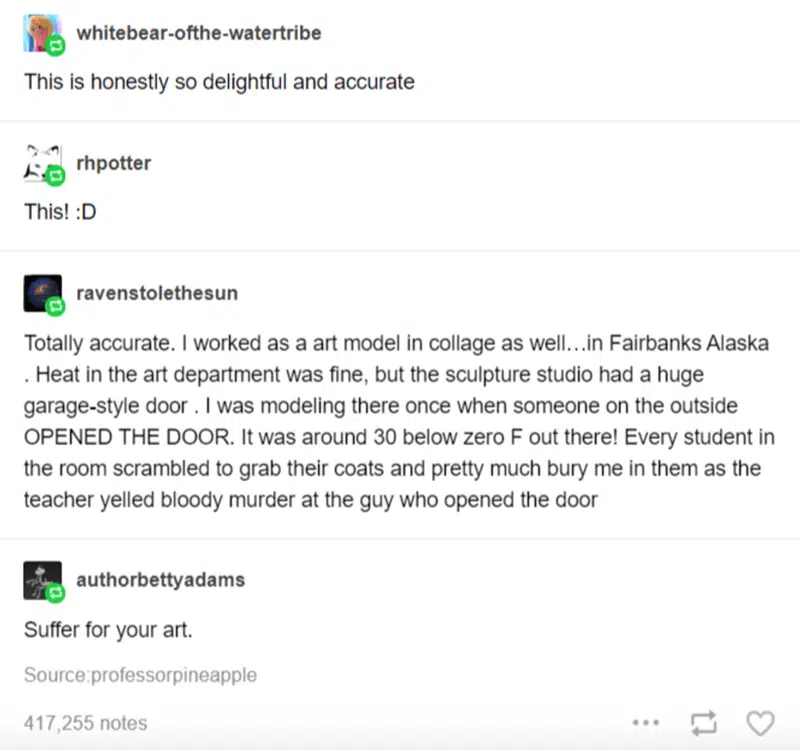 whitebear-ofthe-watertribe
This is honestly so delightful and accurate
rhpotter
This! :D
ravenstolethesun
Totally accurate. I worked as a art model in collage as well…in Fairbanks Alaska
. Heat in the art department was fine, but the sculpture studio had a huge
garage-style door . I was modeling there once when someone on the outside
OPENED THE DOOR. It was around 30 below zero F out there! Every student in
the room scrambled to grab their coats and pretty much bury me in them as the
teacher yelled bloody murder at the guy who opened the door
authorbettyadams
Suffer for your art.
Source:professorpineapple
417,255 notes